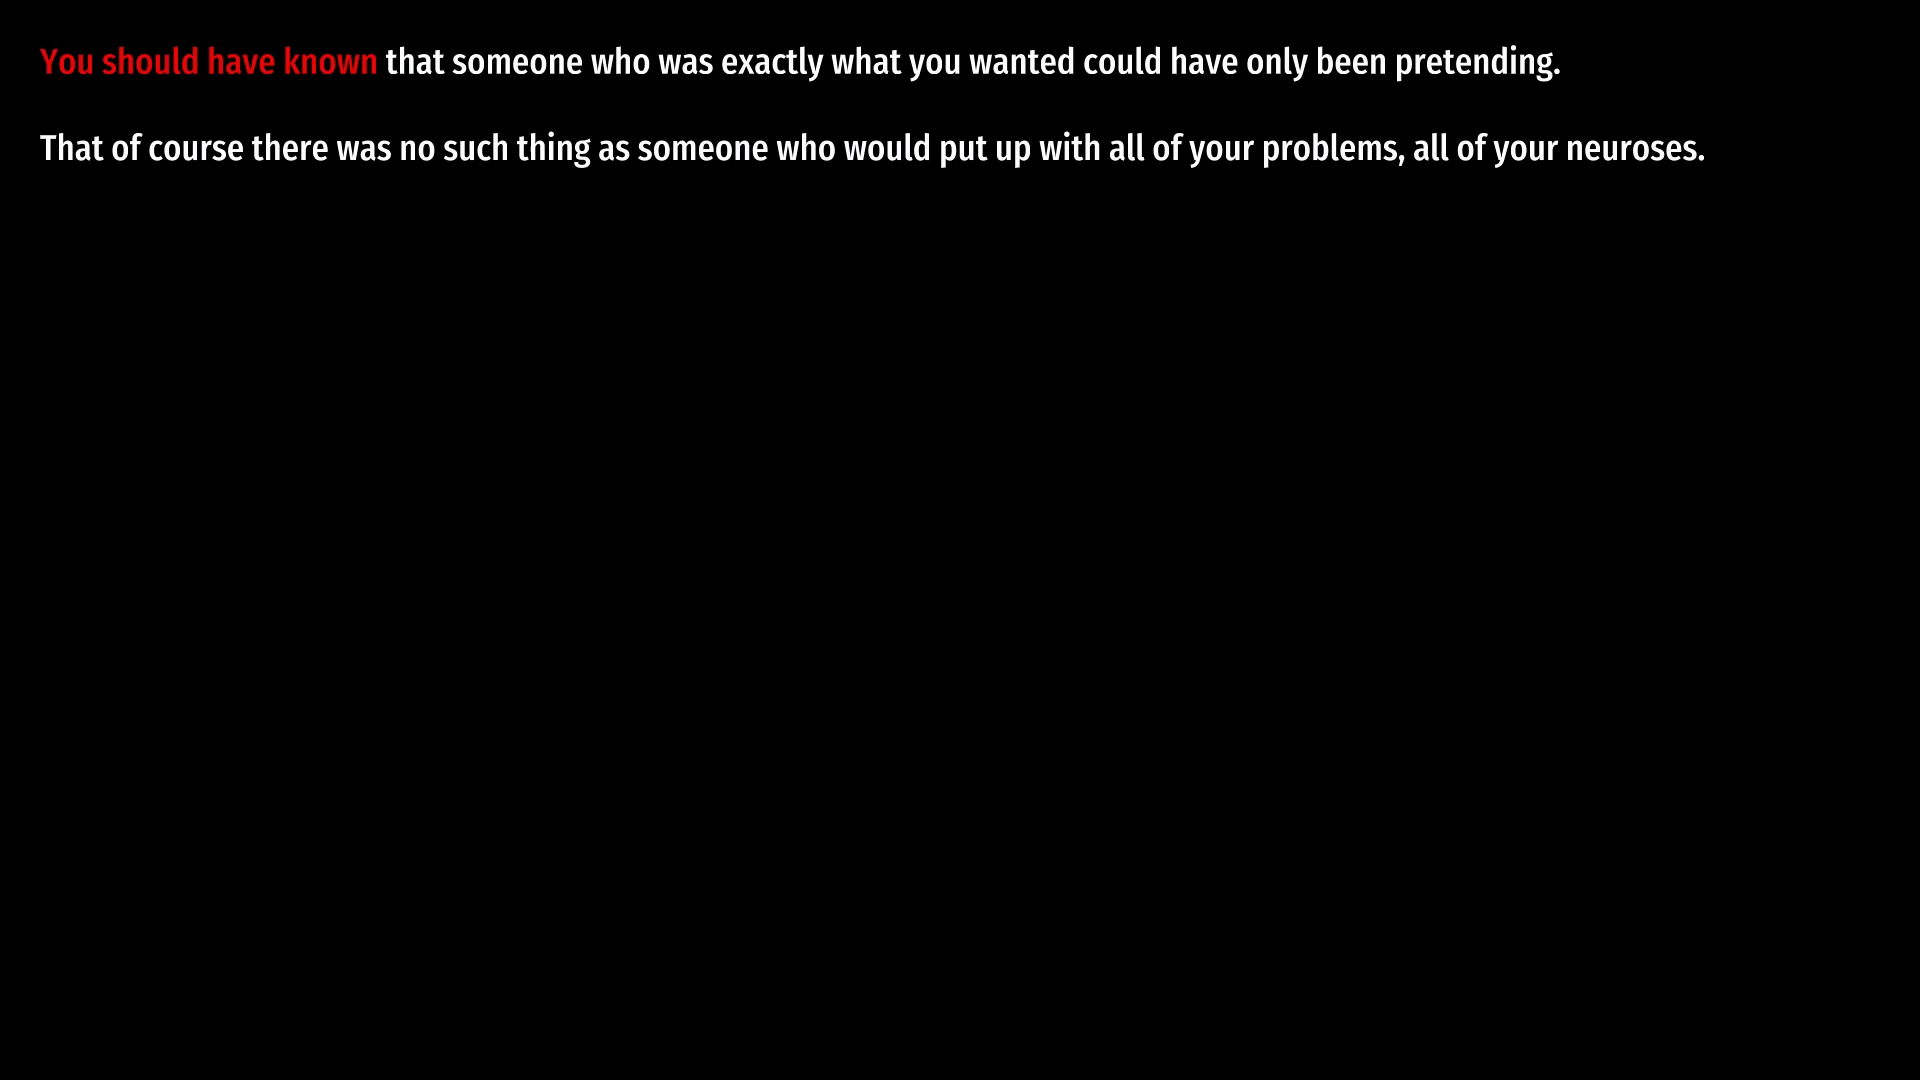 You should have known that someone who was exactly what you wanted could have only been pretending.
That of course there was no such thing as someone who would put up with all of your problems, all of your neuroses.